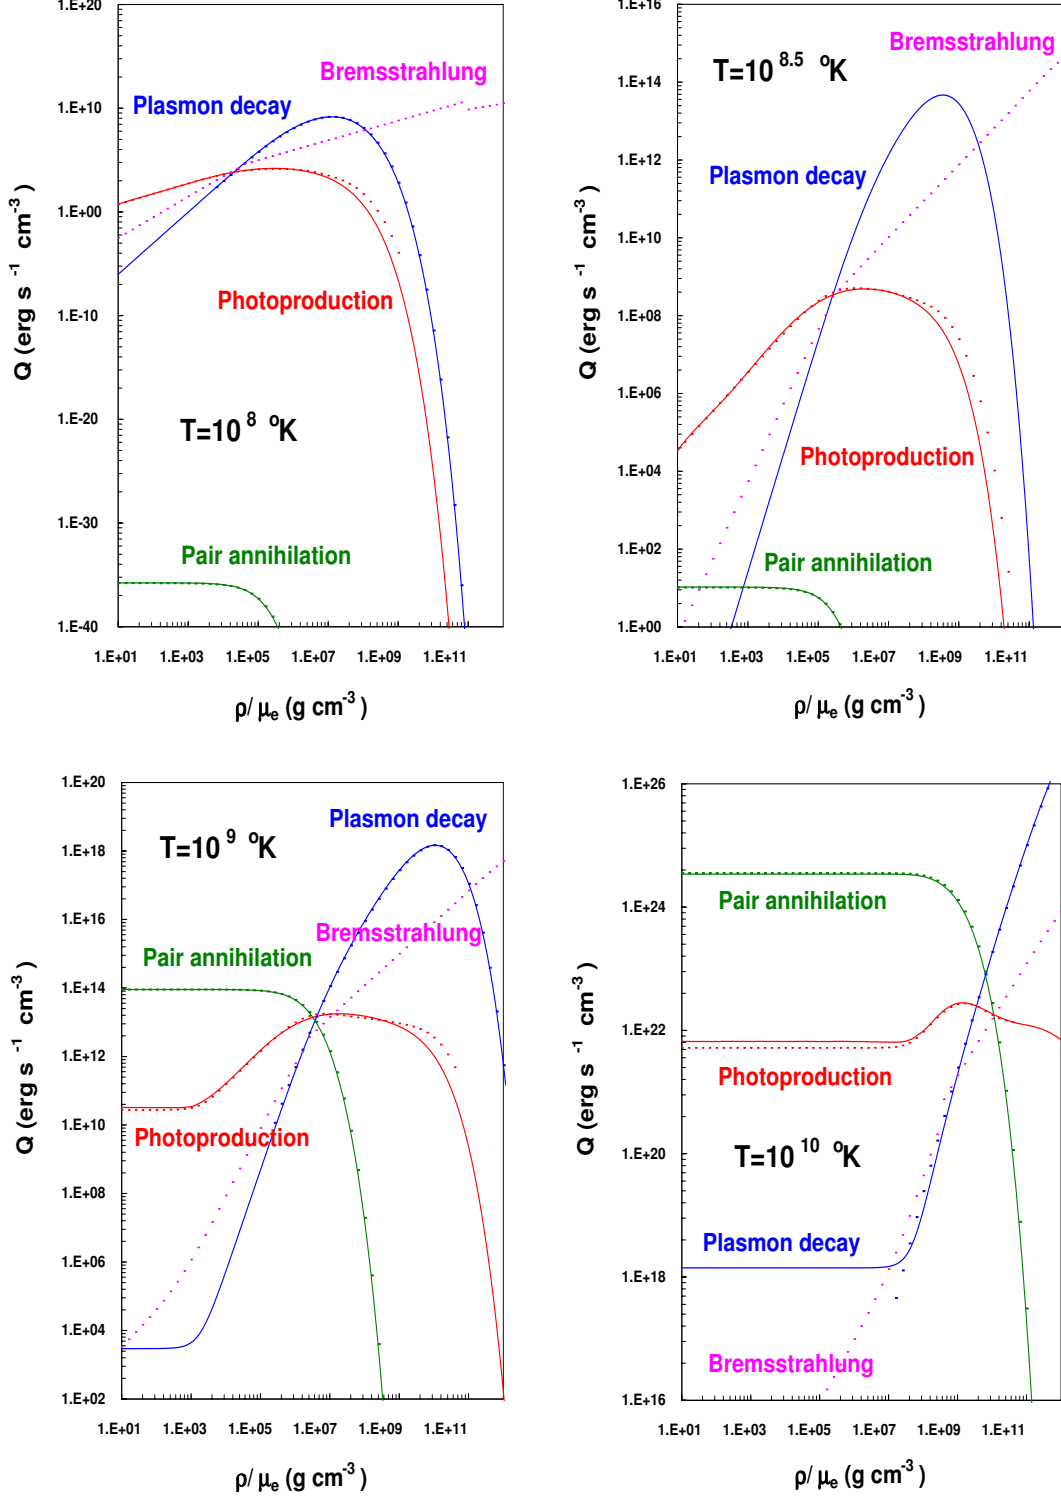 1.E+20
1.E+10
1.E+00
1.E-10
1.E-20
1.E-30
1.E-40
Q (erg s -1 cm-3 )
Bremsstrahlung
Plasmon decay
Photoproduction
T=10 8 oK
Pair annihilation
1.E+01 1.E+03 1.E+05 1.E+07 1.E+09 1.E+11
ρ/ μe (g cm-3 )
1.E+16
1.E+14
1.E+12
1.E+10
1.E+08
1.E+06
1.E+04
1.E+02
1.E+00
Q (erg s -1 cm-3 )
Bremsstrahlung
T=10 8.5 oK
Plasmon decay
Photoproduction
Pair annihilation
1.E+01 1.E+03 1.E+05 1.E+07 1.E+09 1.E+11
ρ/ μe (g cm-3 )
1.E+20
1.E+18
1.E+16
1.E+14
1.E+12
1.E+10
1.E+08
1.E+06
1.E+04
1.E+02
Q (erg s -1 cm-3 )
Plasmon decay
T=10 9 oK
Bremsstrahlung
Pair annihilation
Photoproduction
1.E+01 1.E+03 1.E+05 1.E+07 1.E+09 1.E+11
ρ/ μe (g cm-3 )
1.E+26
1.E+24
1.E+22
1.E+20
1.E+18
1.E+16
Q (erg s -1 cm-3 )
Pair annihilation
Photoproduction
T=10 10 oK
Plasmon decay
Bremsstrahlung
1.E+01 1.E+03 1.E+05 1.E+07 1.E+09 1.E+11
ρ/ μe (g cm-3 )